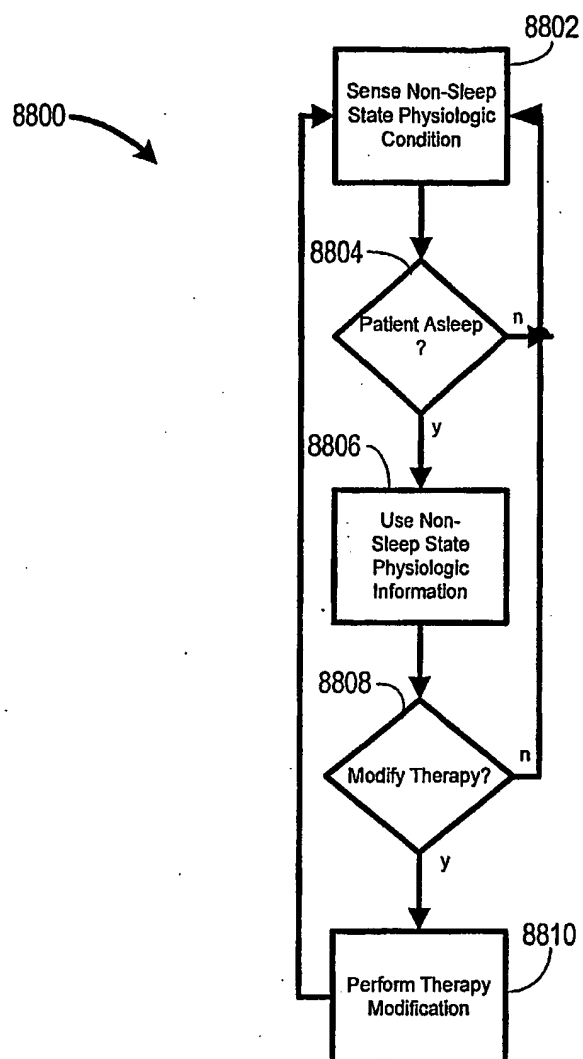 8802
8800
Sense Non-Sleep
State Physiologic
Condition
8804
Patient Asleep
?
n
y
8806
Use Non-
Sleep State
Physiologic
Information
8808
Modify Therapy?
n
y
8810
Perform Therapy
Modification